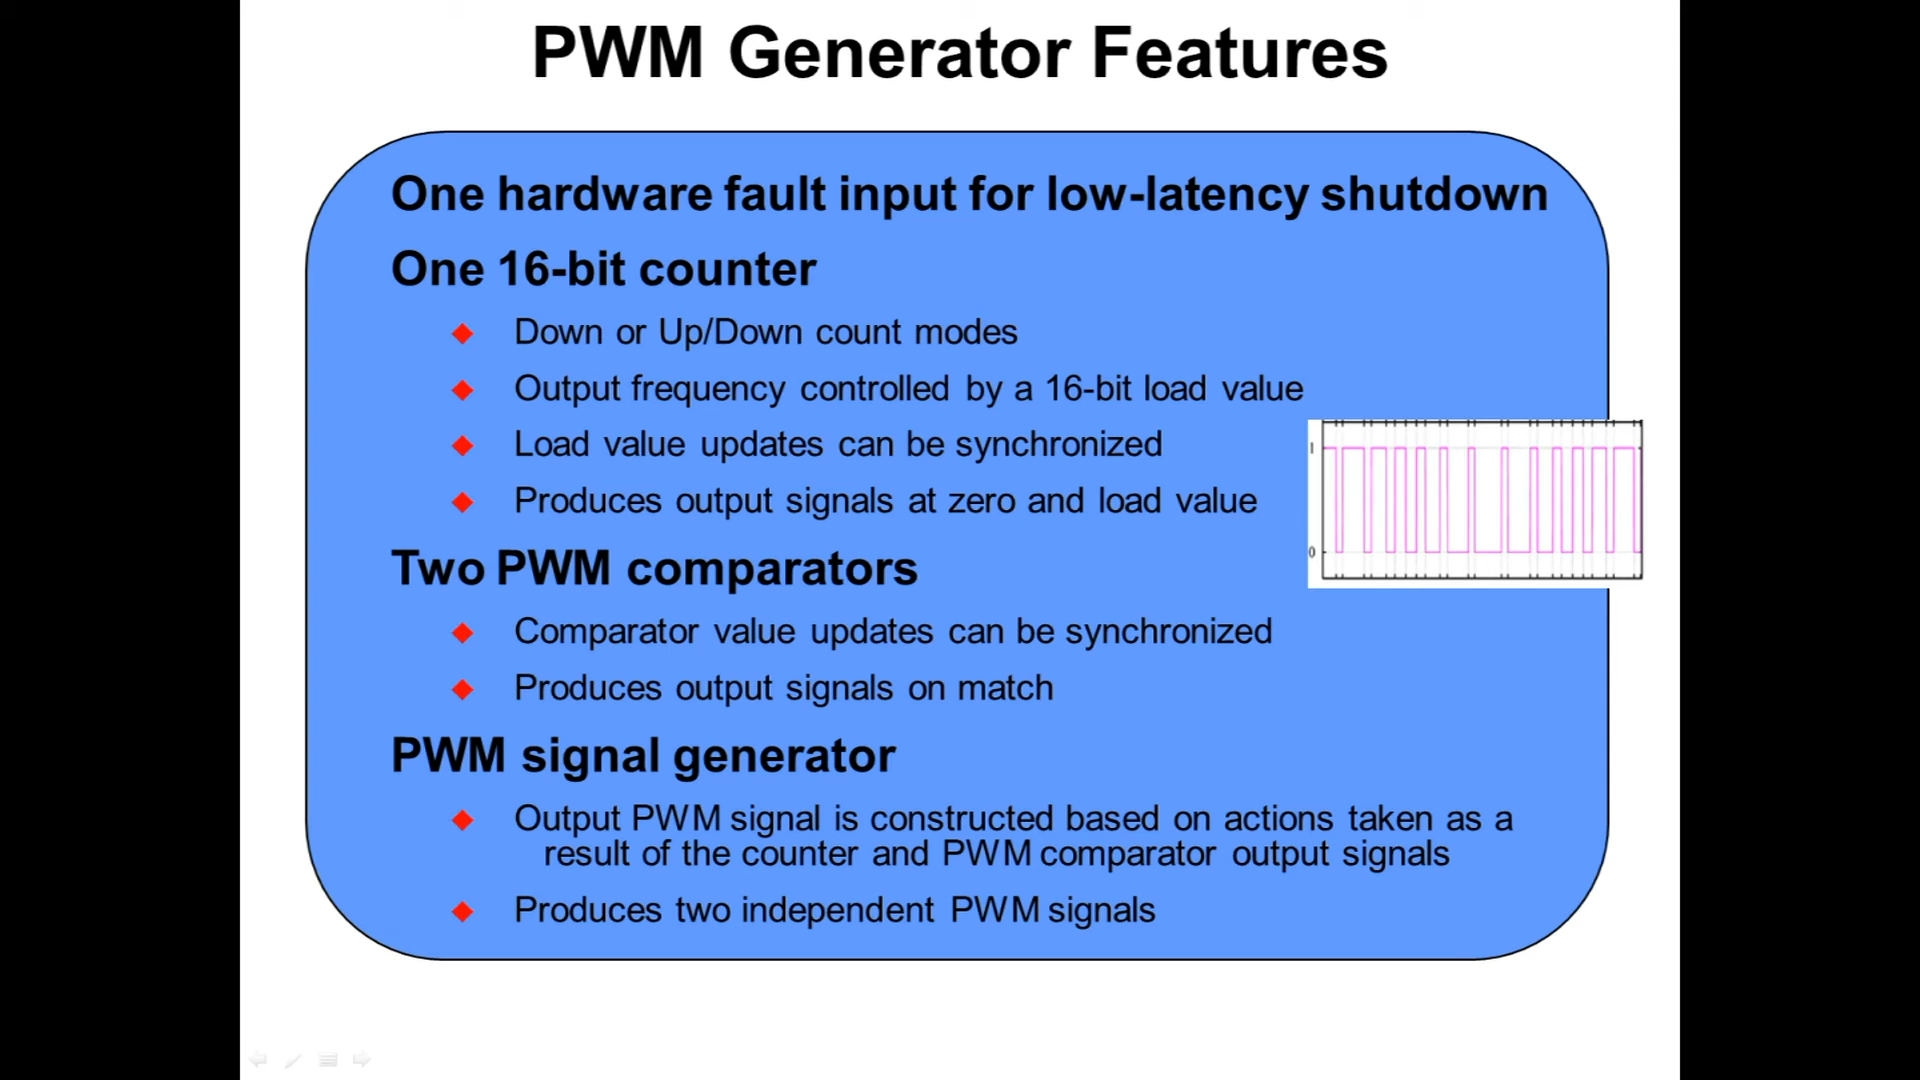 PWM Generator Features
One hardware fault input for low-latency shutdown
One 16-bit counter
Down or Up/Down count modes
Output frequency controlled by a 16-bit load value
Load value updates can be synchronized
Produces output signals at zero and load value
1
0
Two PWM comparators
Comparator value updates can be synchronized
Produces output signals on match
PWM signal generator
Output PWM signal is constructed based on actions taken as a
result of the counter and PWM comparator output signals
Produces two independent PWM signals